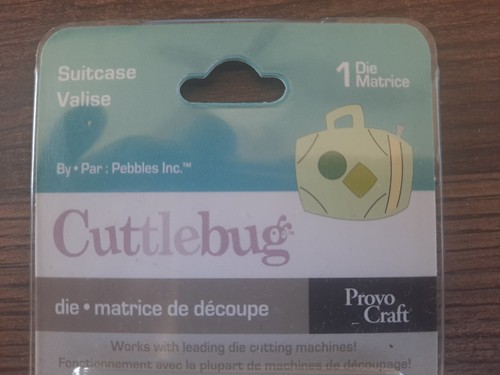 Suitcase
Valise
1 Die
Matrice
By • Par : Pebbles Inc.™
Cuttlebug™
die • matrice de découpe
Provo
Craft®
Works with leading die cutting machines!
Fonctionnement avec la plupart de machines de découpage!